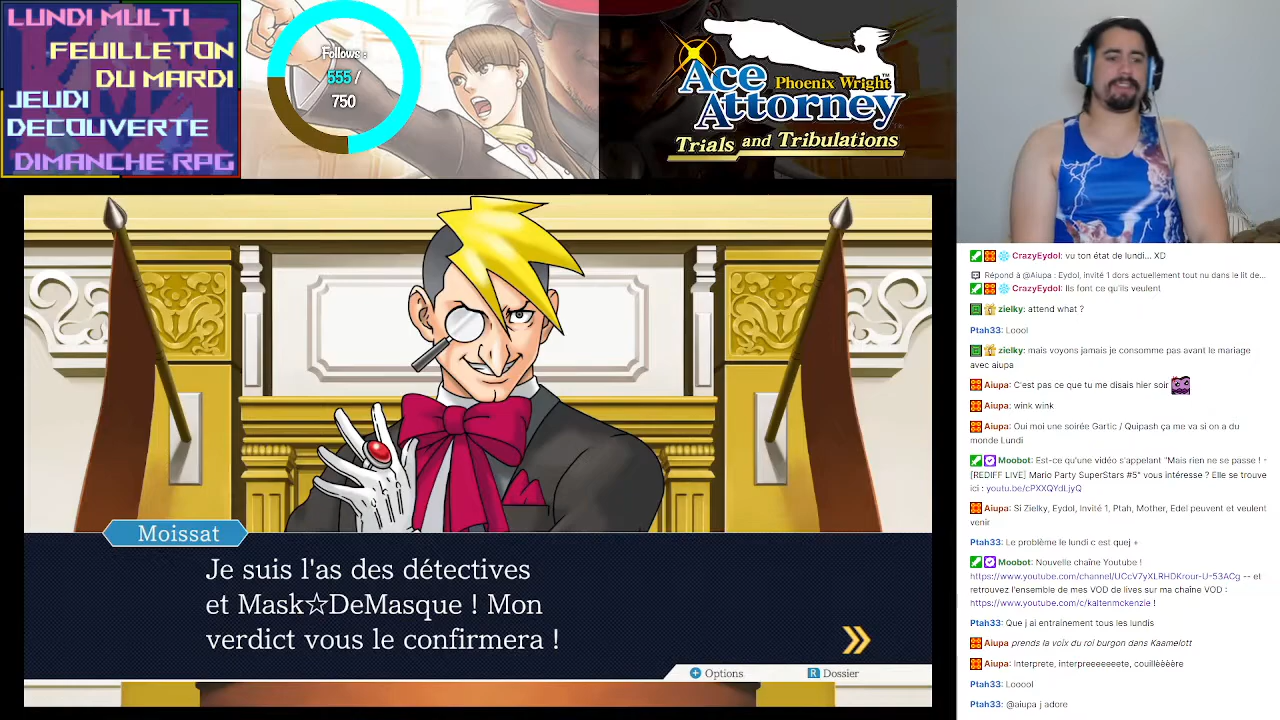 LUNDI MULTI
FEUILLETON
DU MARDI
JEUDI
DECOUVERTE
DIMANCHE RPG
Follows :
555 /
750
Phoenix Wright™
Ace
Attorney
Trials and Tribulations
Moissat
Je suis l'as des détectives
et Mask☆DeMasque ! Mon
verdict vous le confirmera !
Options
R Dossier
CrazyEydol: vu ton état de lundi... XD
Répond à @Aiupa : Eydol, invité 1 dors actuellement tout nu dans le lit de...
CrazyEydol: Ils font ce qu'ils veulent
zielky: attend what ?
Ptah33: Loool
zielky: mais voyons jamais je consomme pas avant le mariage
avec aiupa
Aiupa: C'est pas ce que tu me disais hier soir
Aiupa: wink wink
Aiupa: Oui moi une soirée Gartic / Quipash ça me va si on a du
monde Lundi
Moobot: Est-ce qu'une vidéo s'appelant "Mais rien ne se passe ! -
[REDIFF LIVE] Mario Party SuperStars #5" vous intéresse ? Elle se trouve
ici : youtu.be/cPXXQYdLjyQ
Aiupa: Si Zielky, Eydol, Invité 1, Ptah, Mother, Edel peuvent et veulent
venir
Ptah33: Le problème le lundi c est quej +
Moobot: Nouvelle chaîne Youtube !
https://www.youtube.com/channel/UCcV7yXLRHDKrour-U-53ACg -- et
retrouvez l'ensemble de mes VOD de lives sur ma chaîne VOD :
https://www.youtube.com/c/kaltenmckenzie !
Ptah33: Que j ai entrainement tous les lundis
Aiupa prends la voix du roi burgon dans Kaamelott
Aiupa: Interprete, interpreeeeeeete, couillèèèère
Ptah33: Looool
Ptah33: @aiupa j adore